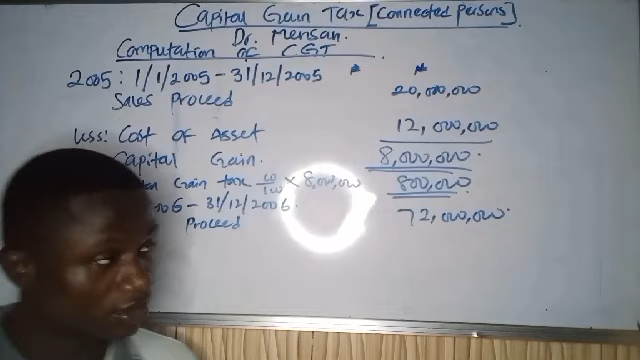 Capital Gain Tax [Connected Persons]
Dr. Mensan.
Computation of CGT
2005: 1/1/2005 - 31/12/2005 * *
Sales Proceed 20,000,000
Less: Cost of Asset 12,000,000
Capital Gain. 8,000,000.
Gain tax 10/100 × 8,000,000 800,000
006 - 31/12/2006.
Proceed 72,000,000.